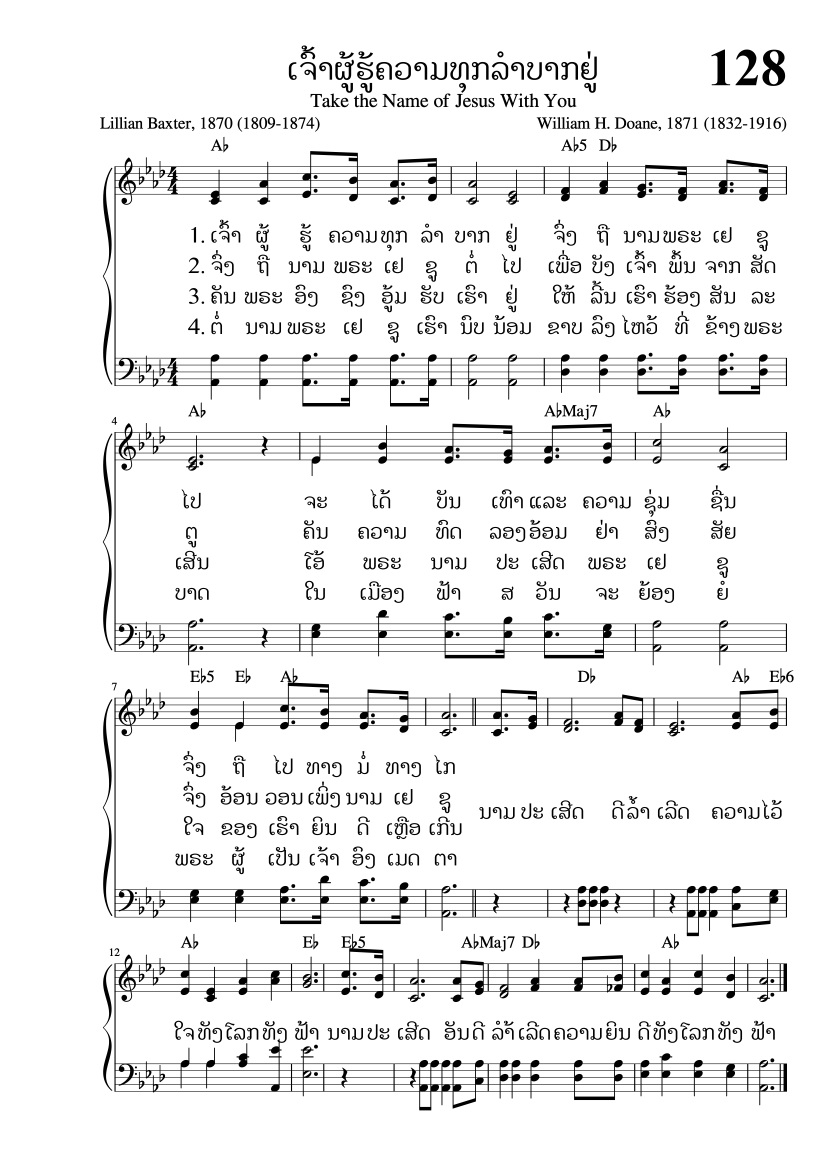 ເຈົ້າຜູ້ຮູ້ຄວາມທຸກລຳບາກຢູ່
128
Take the Name of Jesus With You
Lillian Baxter, 1870 (1809-1874)
William H. Doane, 1871 (1832-1916)
A♭ A♭5 D♭
1. ເຈົ້າ ຜູ້ ຮູ້ ຄວາມທຸກ ລຳ ບາກ ຢູ່ ຈົ່ງ ຖື ນາມພຣະ ເຢ ຊູ
2. ຈົ່ງ ຖື ນາມ ພຣະ ເຢ ຊູ ຕໍ່ ໄປ ເພື່ອ ບັງ ເຈົ້າ ພົ້ນ ຈາກ ສັດ
3. ຄັນ ພຣະ ອົງ ຊົງ ອູ້ມ ຮັບ ເຮົາ ຢູ່ ໃຫ້ ລີ້ນ ເຮົາ ຮ້ອງ ສັນ ລະ
4. ຕໍ່ ນາມ ພຣະ ເຢ ຊູ ເຮົາ ນົບ ນ້ອມ ຂາບ ລົງ ໄຫວ້ ທີ່ ຂ້າງ ພຣະ
4 A♭ A♭Maj7 A♭
ໄປ ຈະ ໄດ້ ບັນ ເທົາ ແລະ ຄວາມ ຊຸ່ມ ຊື່ນ
ຕູ ຄັນ ຄວາມ ທົດ ລອງອ້ອມ ຢ່າ ສົ່ງ ສັຍ
ເສີນ ໂອ້ ພຣະ ນາມ ປະ ເສີດ ພຣະ ເຢ ຊູ
ບາດ ໃນ ເມືອງ ຟ້າ ສ ວັນ ຈະ ຍ້ອງ ຍໍ
7 E♭5 E♭ A♭ D♭ A♭ E♭6
ຈົ່ງ ຖື ໄປ ທາງ ມໍ່ ທາງ ໄກ
ຈົ່ງ ອ້ອນ ວອນ ເພິ່ງ ນາມ ເຢ ຊູ
ນາມ ປະ ເສີດ ດີລ້ຳ ເລີດ ຄວາມໄວ້
ໃຈ ຂອງ ເຮົາ ຍິນ ດີ ເຫຼືອ ເກີນ
ພຣະ ຜູ້ ເປັນ ເຈົ້າ ອົງ ເມດ ຕາ
12 A♭ E♭ E♭5 A♭Maj7 D♭ A♭
ໃຈທັງໂລກທັງ ຟ້າ ນາມປະ ເສີດ ອັນດີ ລ້ຳ ເລີດຄວາມຍິນ ດີທັງໂລກທັງ ຟ້າ